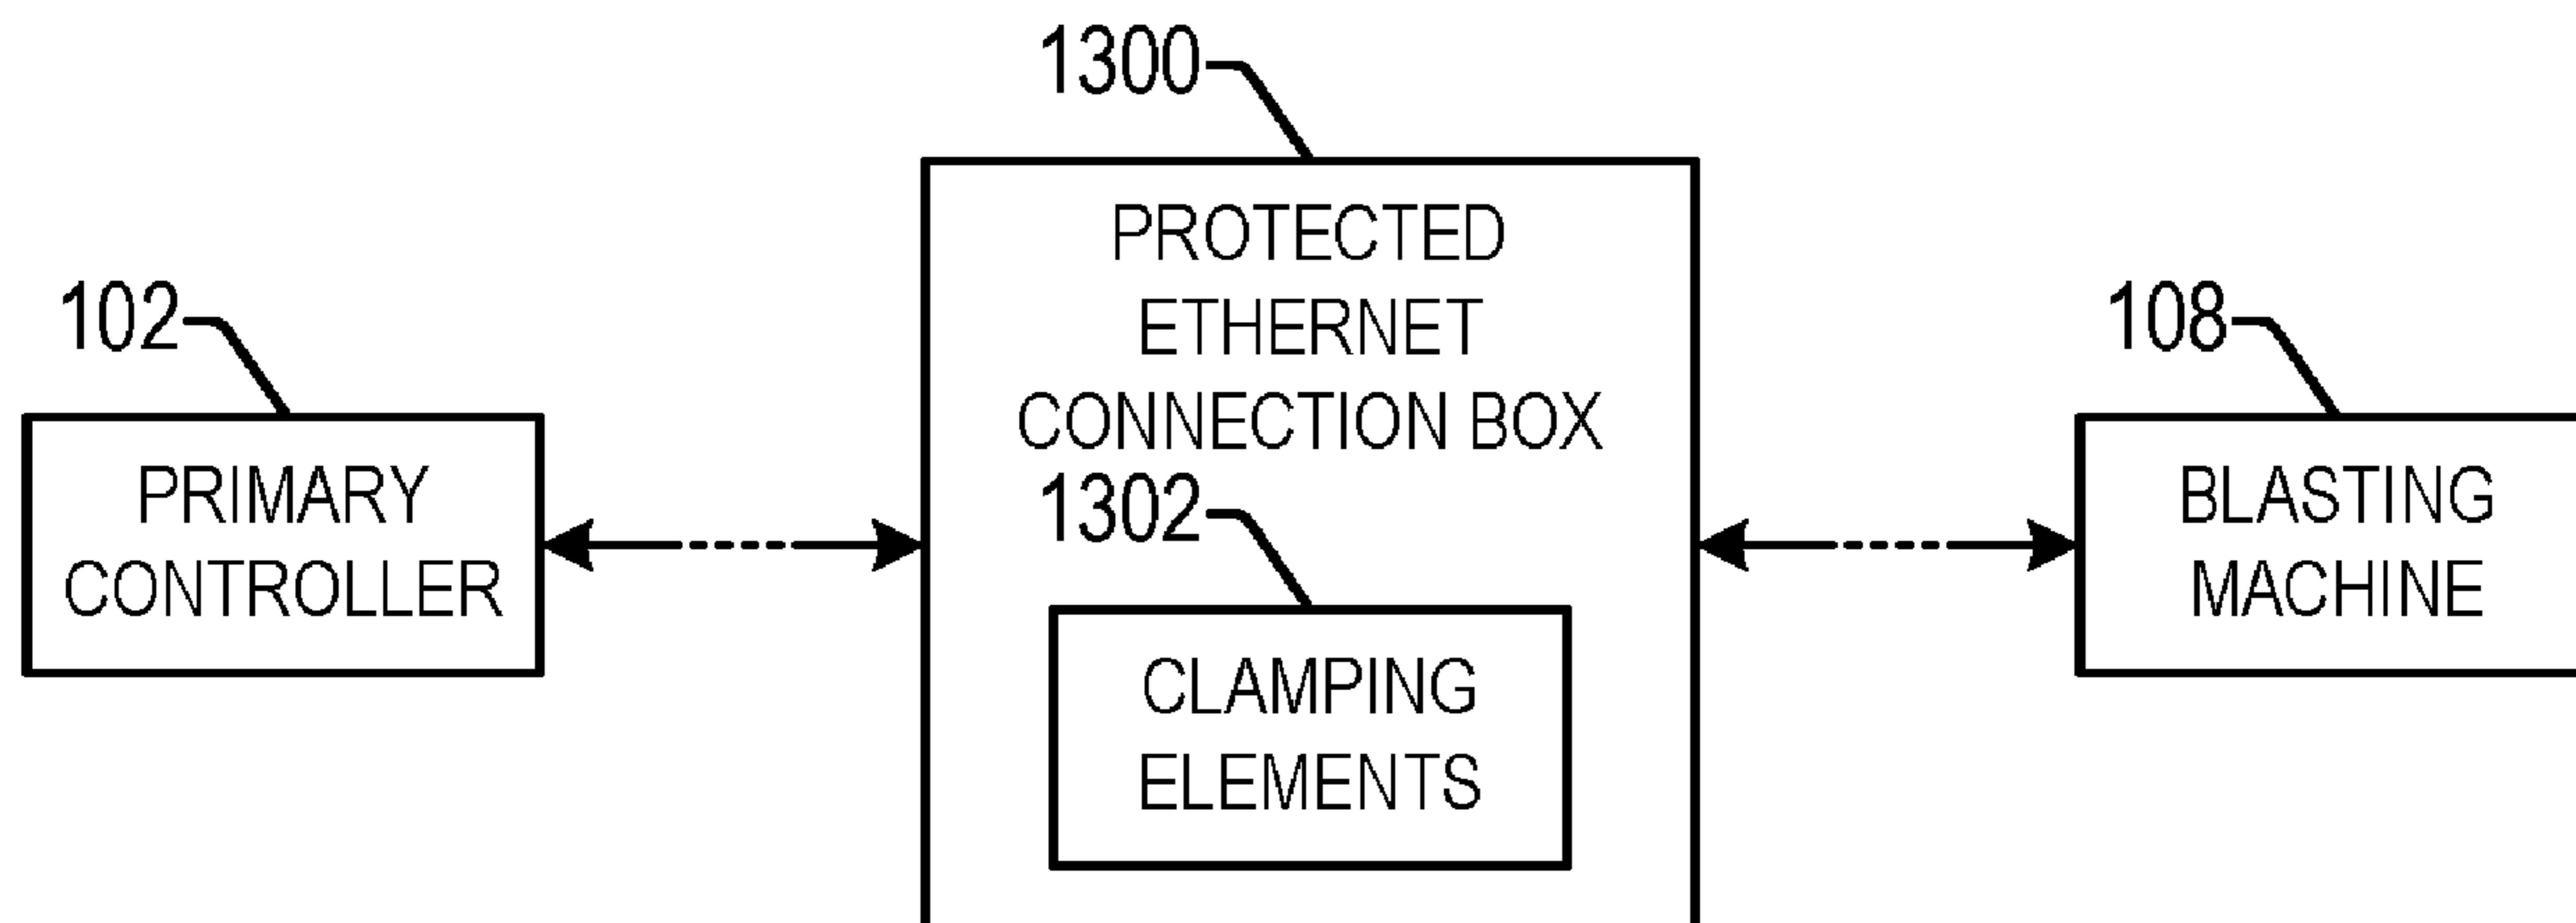 1300
PROTECTED
ETHERNET
CONNECTION BOX
102
PRIMARY
CONTROLLER
1302
CLAMPING
ELEMENTS
108
BLASTING
MACHINE